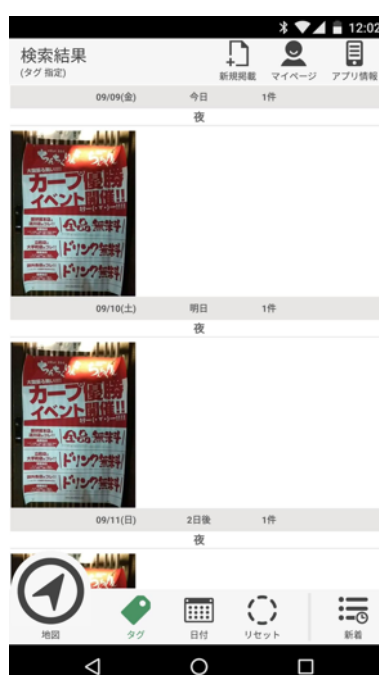 12:02
検索結果
(タグ 指定)
新規掲載 マイページ アプリ情報
09/09(金) 今日 1件
夜
カープ優勝
イベント開催!!
全品無料!
ドリンク無料!
ドリンク無料!
09/10(土) 明日 1件
夜
カープ優勝
イベント開催!!
全品無料!
ドリンク無料!
ドリンク無料!
09/11(日) 2日後 1件
夜
地図 タグ 日付 リセット 新着